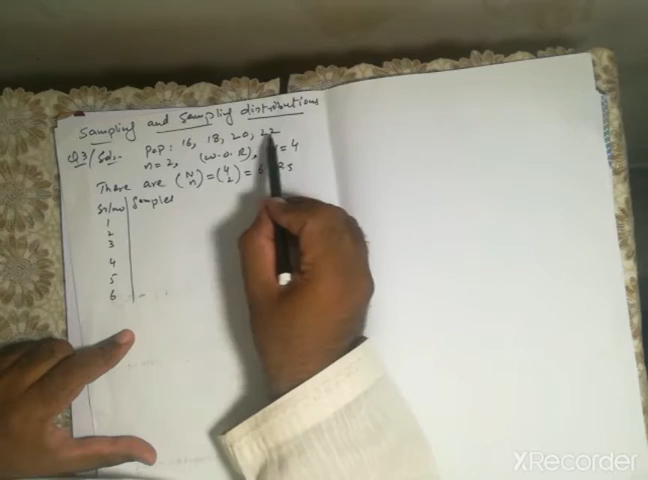 Sampling and Sampling distributions
Q3/ Sol:- Pop: 16, 18, 20, 22
n = 2, (W.O.R), = 4
There are (N n) = (4 2) = 6
Sr/no Samples
1
2
3
4
5
6
XRecorder